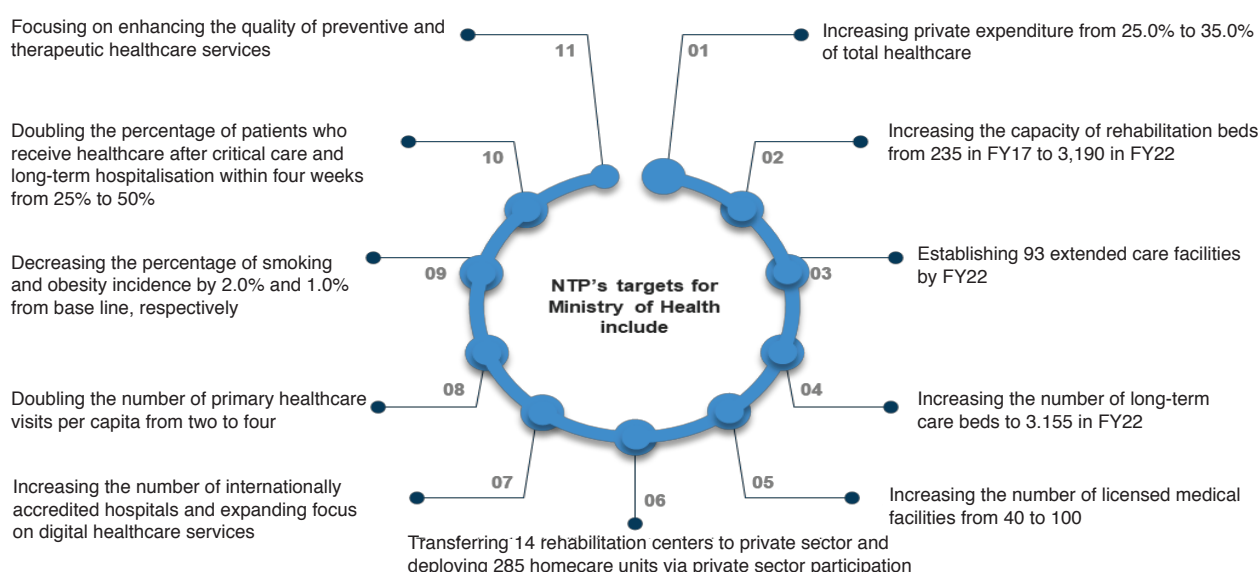 01
Increasing private expenditure from 25.0% to 35.0%
of total healthcare
02
Increasing the capacity of rehabilitation beds
from 235 in FY17 to 3,190 in FY22
03
Establishing 93 extended care facilities
by FY22
04
Increasing the number of long-term
care beds to 3.155 in FY22
05
Increasing the number of licensed medical
facilities from 40 to 100
06
Transferring 14 rehabilitation centers to private sector and
deploying 285 homecare units via private sector participation
07
Increasing the number of internationally
accredited hospitals and expanding focus
on digital healthcare services
08
Doubling the number of primary healthcare
visits per capita from two to four
09
Decreasing the percentage of smoking
and obesity incidence by 2.0% and 1.0%
from base line, respectively
10
Doubling the percentage of patients who
receive healthcare after critical care and
long-term hospitalisation within four weeks
from 25% to 50%
11
Focusing on enhancing the quality of preventive and
therapeutic healthcare services
NTP's targets for
Ministry of Health
include